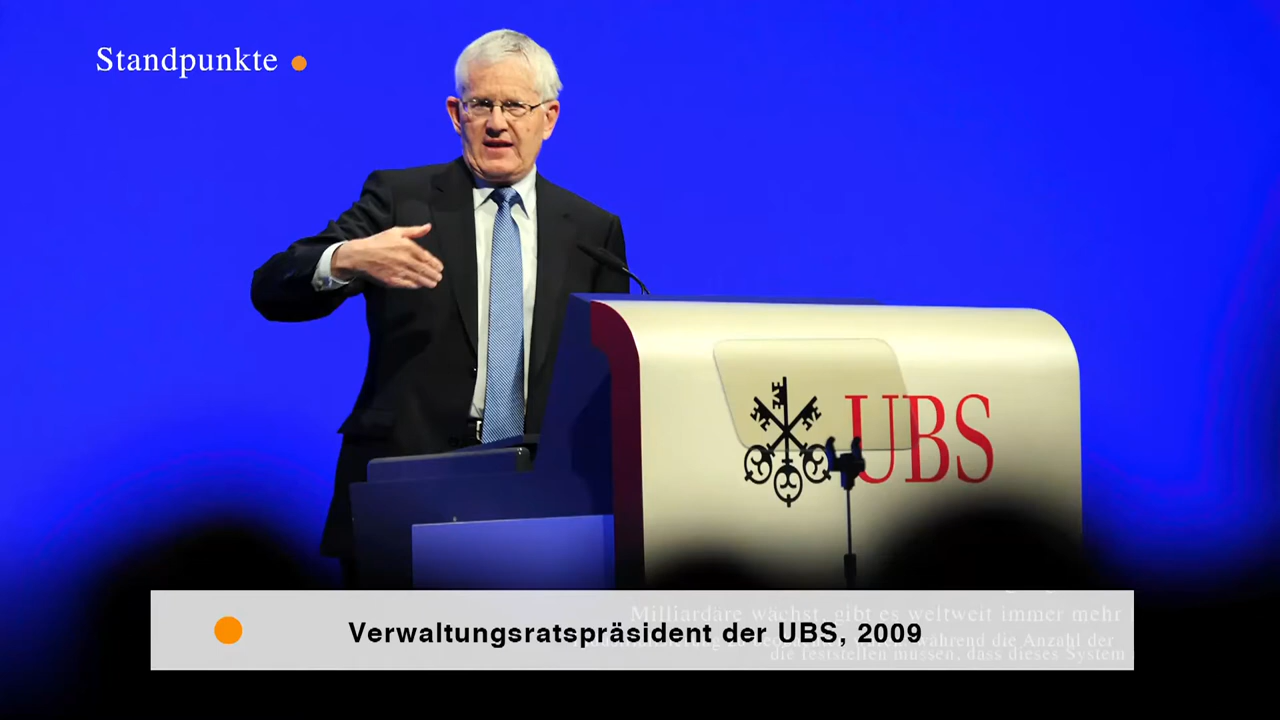 Standpunkte
UBS
Milliardäre wächst, gibt es weltweit immer mehr
Verwaltungsratspräsident der UBS, 2009
während die Anzahl der
die feststellen müssen, dass dieses System